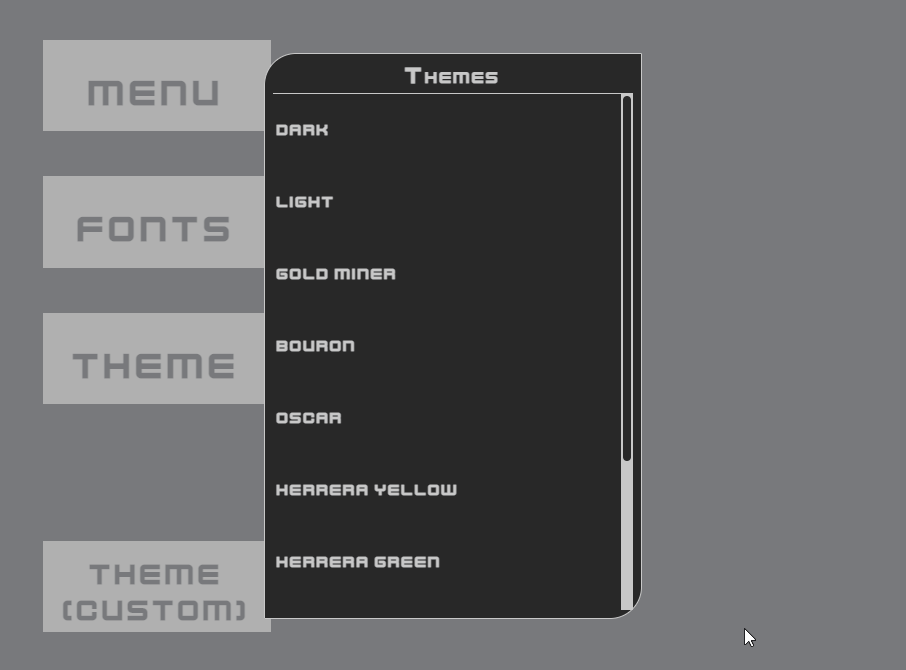 MENU
FONTS
THEME
THEME
(CUSTOM)
Themes
DARK
LIGHT
GOLD MINER
BOURON
OSCAR
HERRERA YELLOW
HERRERA GREEN